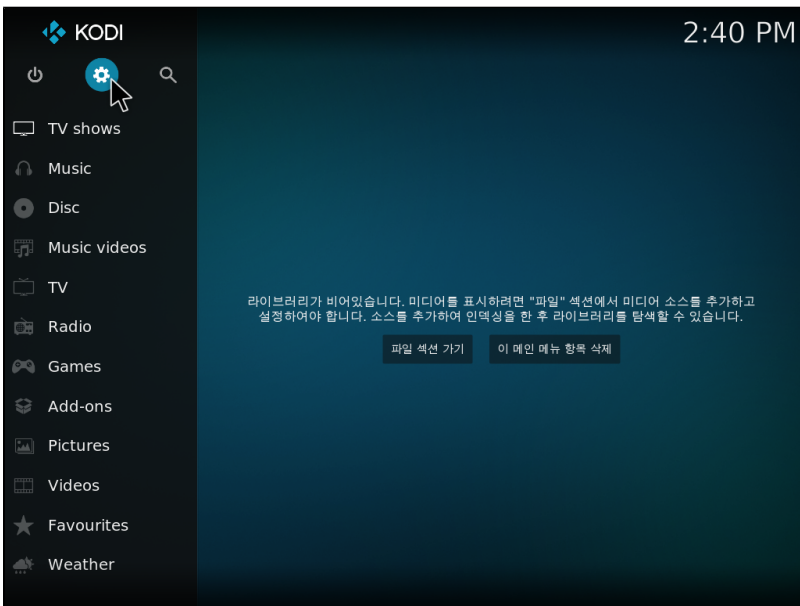 KODI
2:40 PM
TV shows
Music
Disc
Music videos
TV
Radio
Games
Add-ons
Pictures
Videos
Favourites
Weather
라이브러리가 비어있습니다. 미디어를 표시하려면 "파일" 섹션에서 미디어 소스를 추가하고
설정하여야 합니다. 소스를 추가하여 인덱싱을 한 후 라이브러리를 탐색할 수 있습니다.
파일 섹션 가기
이 메인 메뉴 항목 삭제